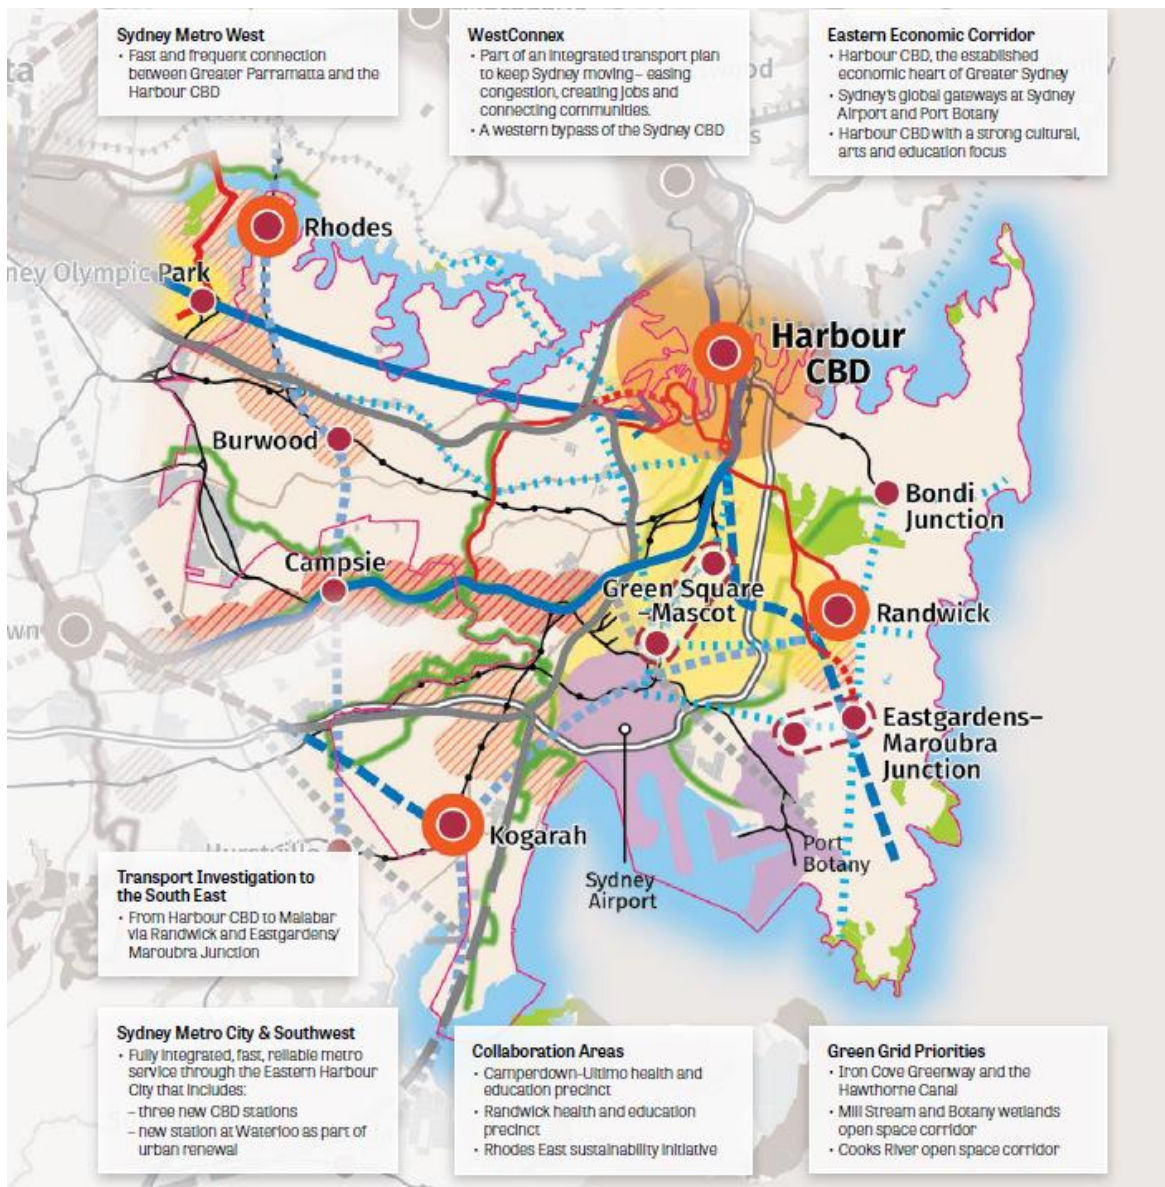 Sydney Metro West
• Fast and frequent connection
between Greater Parramatta and the
Harbour CBD
WestConnex
• Part of an integrated transport plan
to keep Sydney moving – easing
congestion, creating jobs and
connecting communities.
• A western bypass of the Sydney CBD
Eastern Economic Corridor
• Harbour CBD, the established
economic heart of Greater Sydney
• Sydney's global gateways at Sydney
Airport and Port Botany
• Harbour CBD with a strong cultural,
arts and education focus
Rhodes
ney Olympic Park
Harbour
CBD
Burwood
Bondi
Junction
Campsie
Green Square
–Mascot
Randwick
Eastgardens–
Maroubra
Junction
Kogarah
Port
Botany
Sydney
Airport
Hurstville
Transport Investigation to
the South East
• From Harbour CBD to Malabar
via Randwick and Eastgardens/
Maroubra Junction
Sydney Metro City & Southwest
• Fully integrated, fast, reliable metro
service through the Eastern Harbour
City that includes:
– three new CBD stations
– new station at Waterloo as part of
urban renewal
Collaboration Areas
• Camperdown-Ultimo health and
education precinct
• Randwick health and education
precinct
• Rhodes East sustainability initiative
Green Grid Priorities
• Iron Cove Greenway and the
Hawthorne Canal
• Mill Stream and Botany wetlands
open space corridor
• Cooks River open space corridor